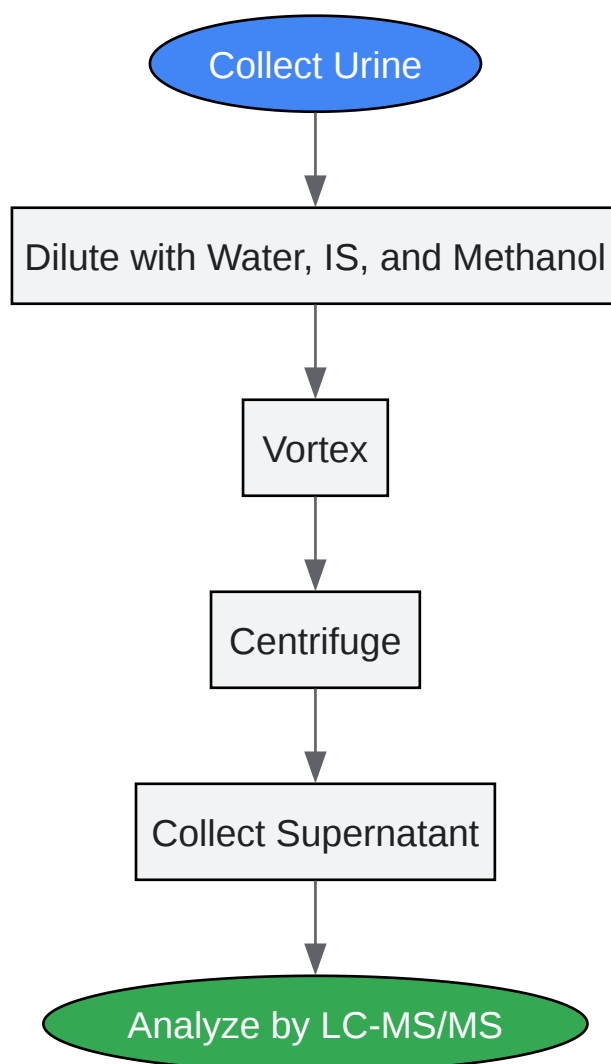 Collect Urine
Dilute with Water, IS, and Methanol
Vortex
Centrifuge
Collect Supernatant
Analyze by LC-MS/MS